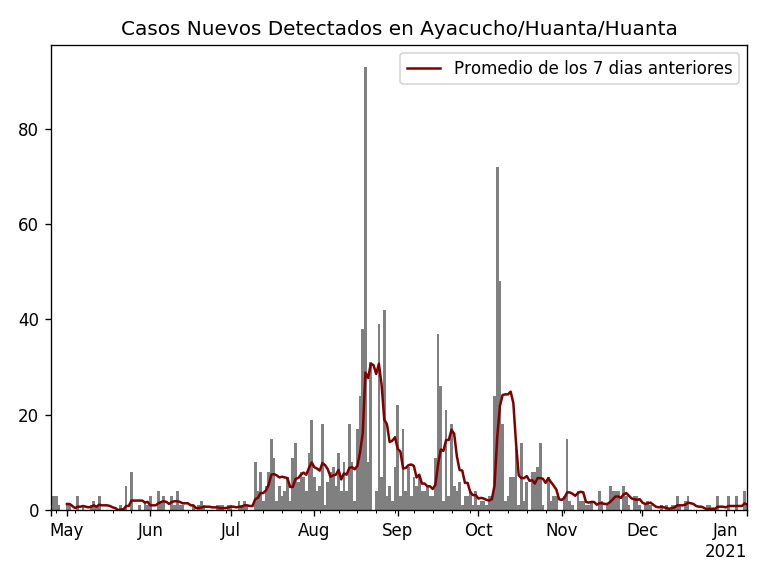 Casos Nuevos Detectados en Ayacucho/Huanta/Huanta
Promedio de los 7 dias anteriores
80
60
40
20
0
May Jun Jul Aug Sep Oct Nov Dec Jan
2021